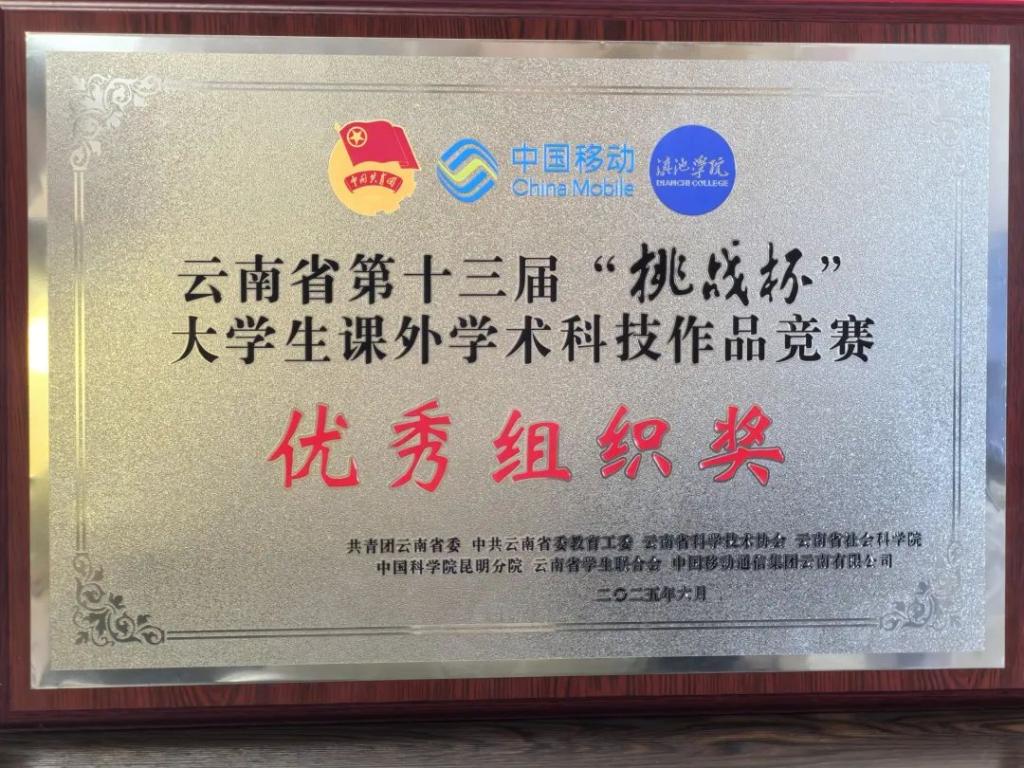 中国共青团
中国移动
China Mobile
滇池学院
DIANCHI COLLEGE
云南省第十三届“挑战杯”
大学生课外学术科技作品竞赛
优秀组织奖
共青团云南省委 中共云南省委教育工委 云南省科学技术协会 云南省社会科学院
中国科学院昆明分院 云南省学生联合会 中国移动通信集团云南有限公司
二〇二五年六月